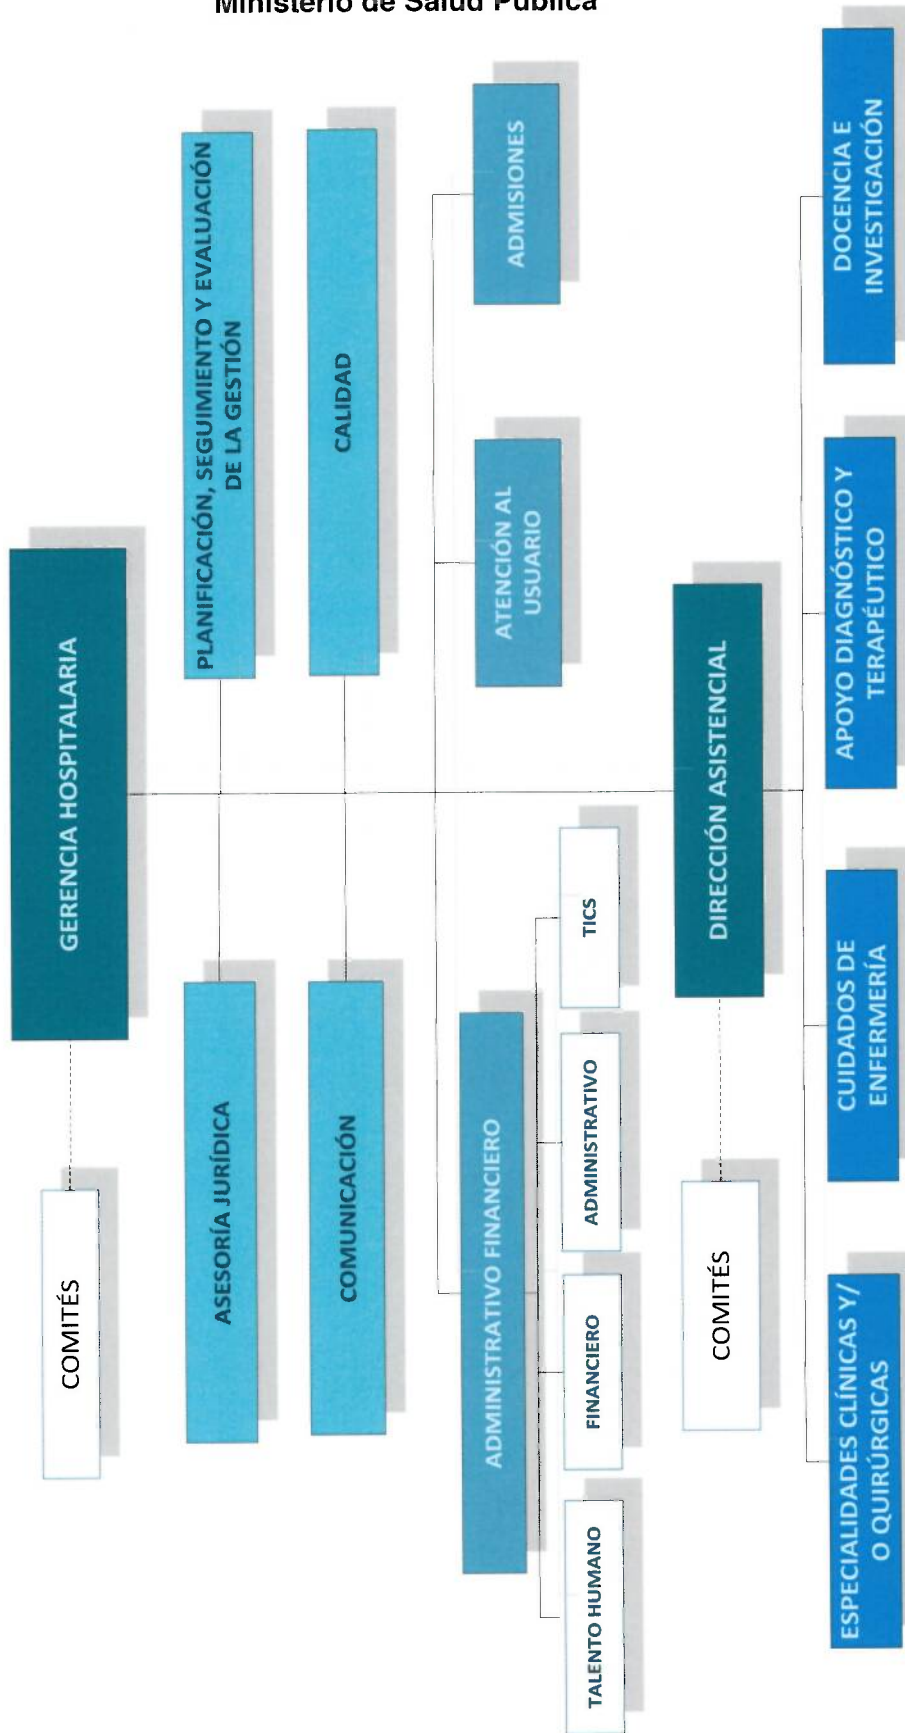 Ministerio de Salud Pública
GERENCIA HOSPITALARIA
COMITÉS
ASESORÍA JURÍDICA
PLANIFICACIÓN, SEGUIMIENTO Y EVALUACIÓN
DE LA GESTIÓN
COMUNICACIÓN
CALIDAD
ADMINISTRATIVO FINANCIERO
ATENCIÓN AL
USUARIO
ADMISIONES
TALENTO HUMANO
FINANCIERO
ADMINISTRATIVO
TICS
COMITÉS
DIRECCIÓN ASISTENCIAL
ESPECIALIDADES CLÍNICAS Y/
O QUIRÚRGICAS
CUIDADOS DE
ENFERMERÍA
APOYO DIAGNÓSTICO Y
TERAPÉUTICO
DOCENCIA E
INVESTIGACIÓN